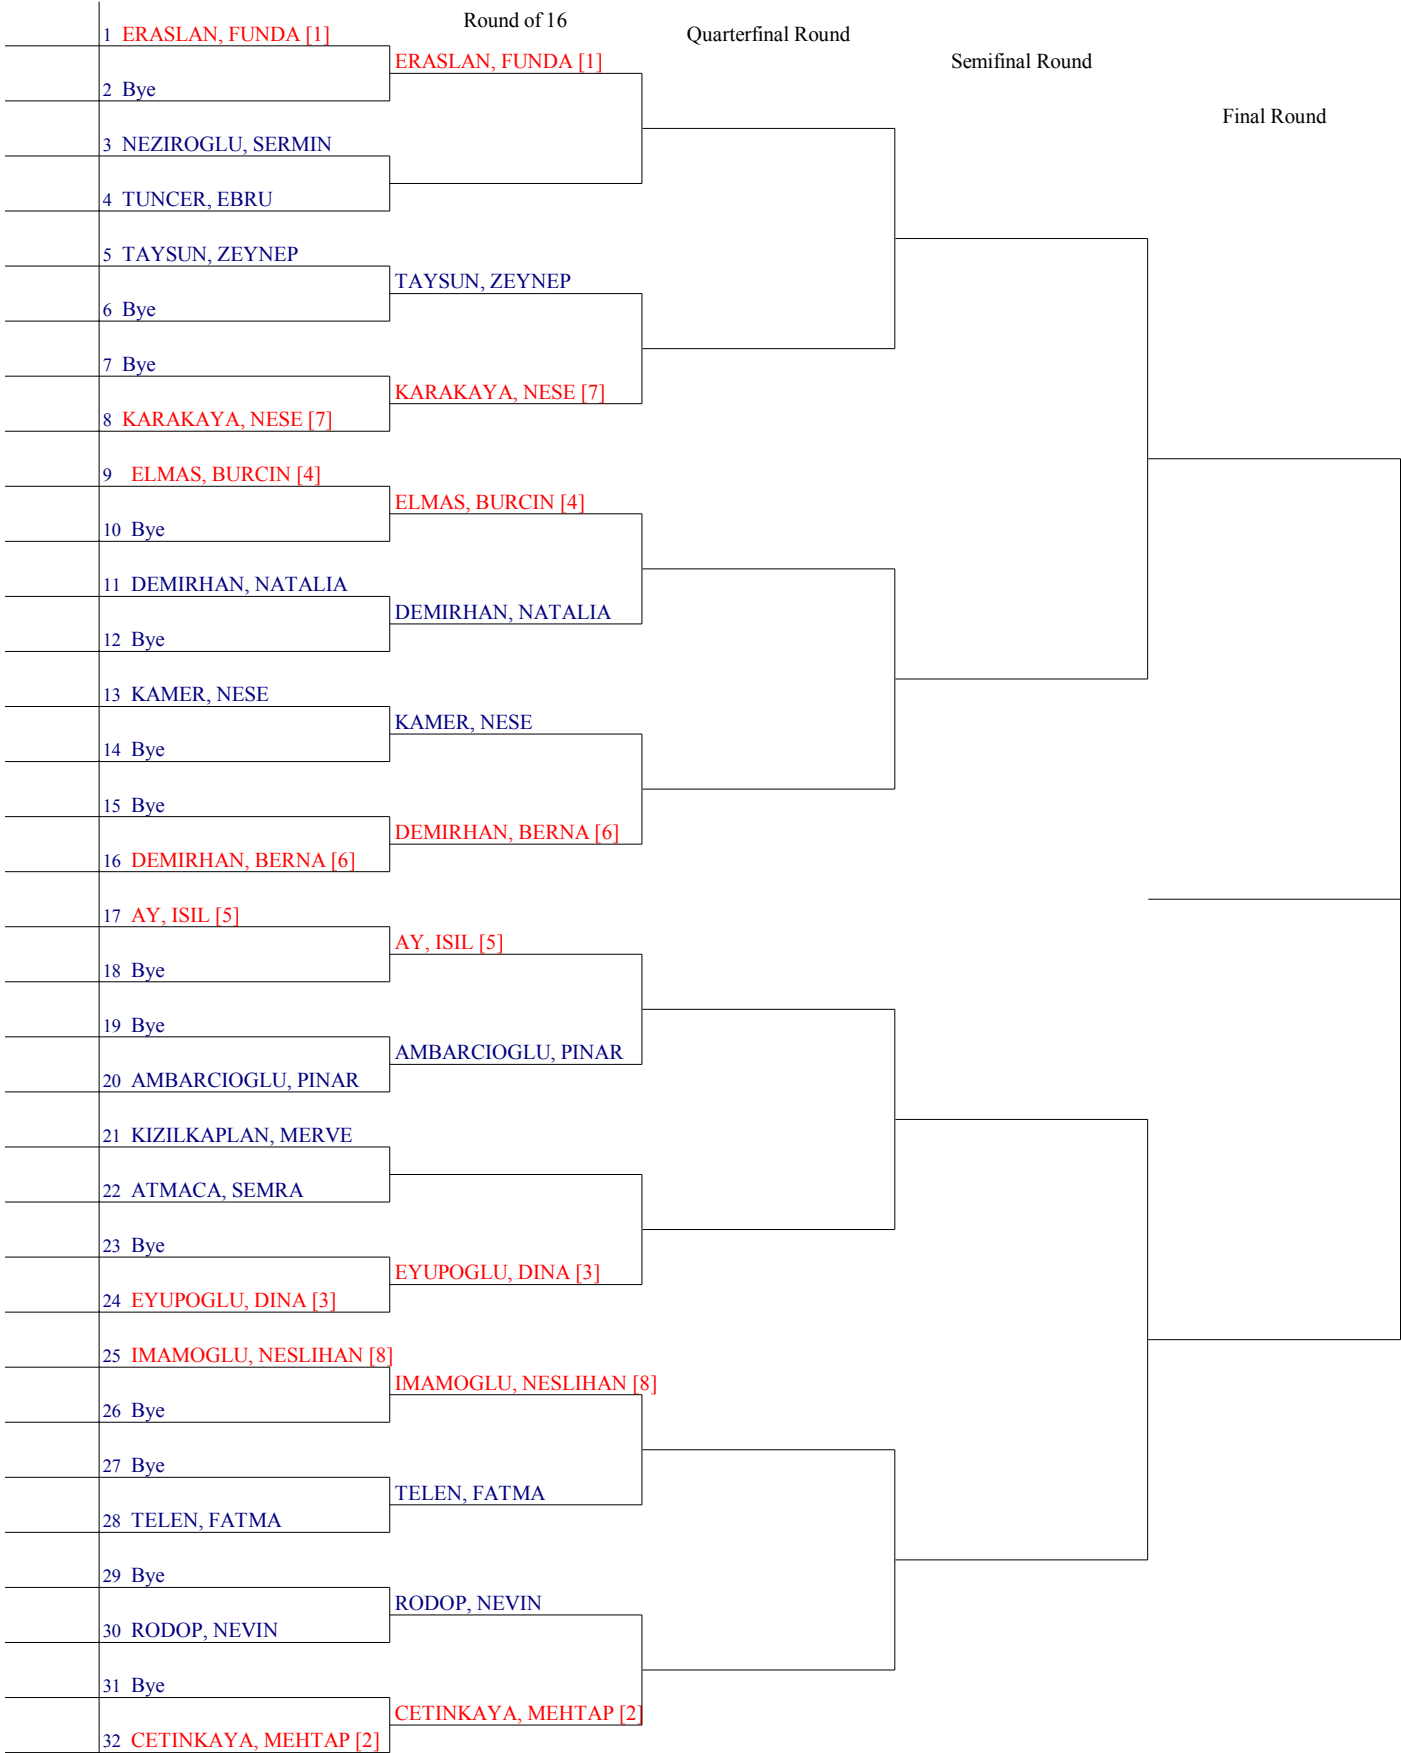 Round of 16
Quarterfinal Round
Semifinal Round
Final Round
1 ERASLAN, FUNDA [1]
ERASLAN, FUNDA [1]
2 Bye
3 NEZIROGLU, SERMIN
4 TUNCER, EBRU
5 TAYSUN, ZEYNEP
TAYSUN, ZEYNEP
6 Bye
7 Bye
KARAKAYA, NESE [7]
8 KARAKAYA, NESE [7]
9 ELMAS, BURCIN [4]
ELMAS, BURCIN [4]
10 Bye
11 DEMIRHAN, NATALIA
DEMIRHAN, NATALIA
12 Bye
13 KAMER, NESE
KAMER, NESE
14 Bye
15 Bye
DEMIRHAN, BERNA [6]
16 DEMIRHAN, BERNA [6]
17 AY, ISIL [5]
AY, ISIL [5]
18 Bye
19 Bye
AMBARCIOGLU, PINAR
20 AMBARCIOGLU, PINAR
21 KIZILKAPLAN, MERVE
22 ATMACA, SEMRA
23 Bye
EYUPOGLU, DINA [3]
24 EYUPOGLU, DINA [3]
25 IMAMOGLU, NESLIHAN [8]
IMAMOGLU, NESLIHAN [8]
26 Bye
27 Bye
TELEN, FATMA
28 TELEN, FATMA
29 Bye
RODOP, NEVIN
30 RODOP, NEVIN
31 Bye
CETINKAYA, MEHTAP [2]
32 CETINKAYA, MEHTAP [2]